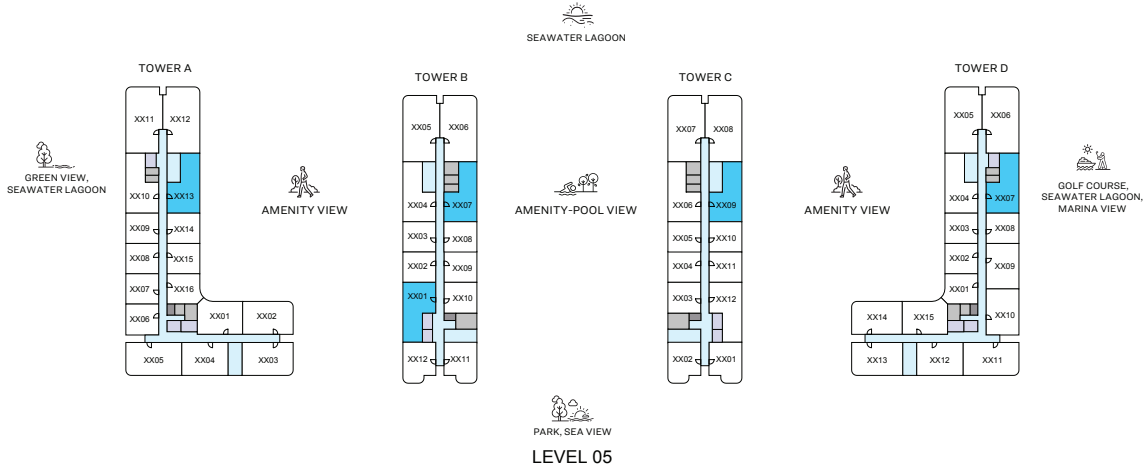 SEAWATER LAGOON
TOWER A
TOWER B
TOWER C
TOWER D
XX11 XX12
XX05 XX06
XX07 XX08
XX05 XX06
GREEN VIEW,
SEAWATER LAGOON
AMENITY VIEW
AMENITY-POOL VIEW
AMENITY VIEW
GOLF COURSE,
SEAWATER LAGOON,
MARINA VIEW
XX10 XX13
XX09 XX14
XX08 XX15
XX07 XX16
XX06 XX01 XX02
XX05 XX04 XX03
XX04 XX07
XX03 XX08
XX02 XX09
XX01 XX10
XX12 XX11
XX06 XX09
XX05 XX10
XX04 XX11
XX03 XX12
XX02 XX01
XX04 XX07
XX03 XX08
XX02 XX09
XX01 XX10
XX14 XX15
XX13 XX12 XX11
PARK, SEA VIEW
LEVEL 05